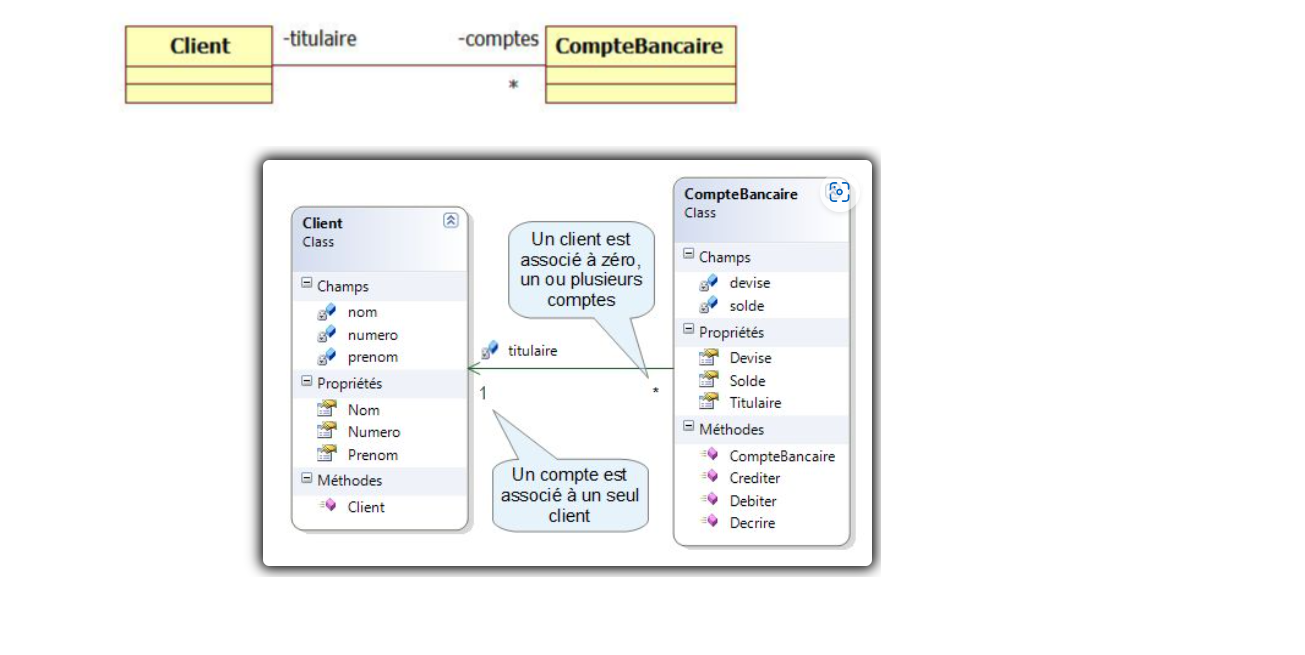 Client
-titulaire
-comptes
CompteBancaire
*
Client
Class
Champs
nom
numero
prenom
Propriétés
Nom
Numero
Prenom
Méthodes
Client
Un client est
associé à zéro,
un ou plusieurs
comptes
titulaire
1
*
Un compte est
associé à un seul
client
CompteBancaire
Class
Champs
devise
solde
Propriétés
Devise
Solde
Titulaire
Méthodes
CompteBancaire
Crediter
Debiter
Decrire